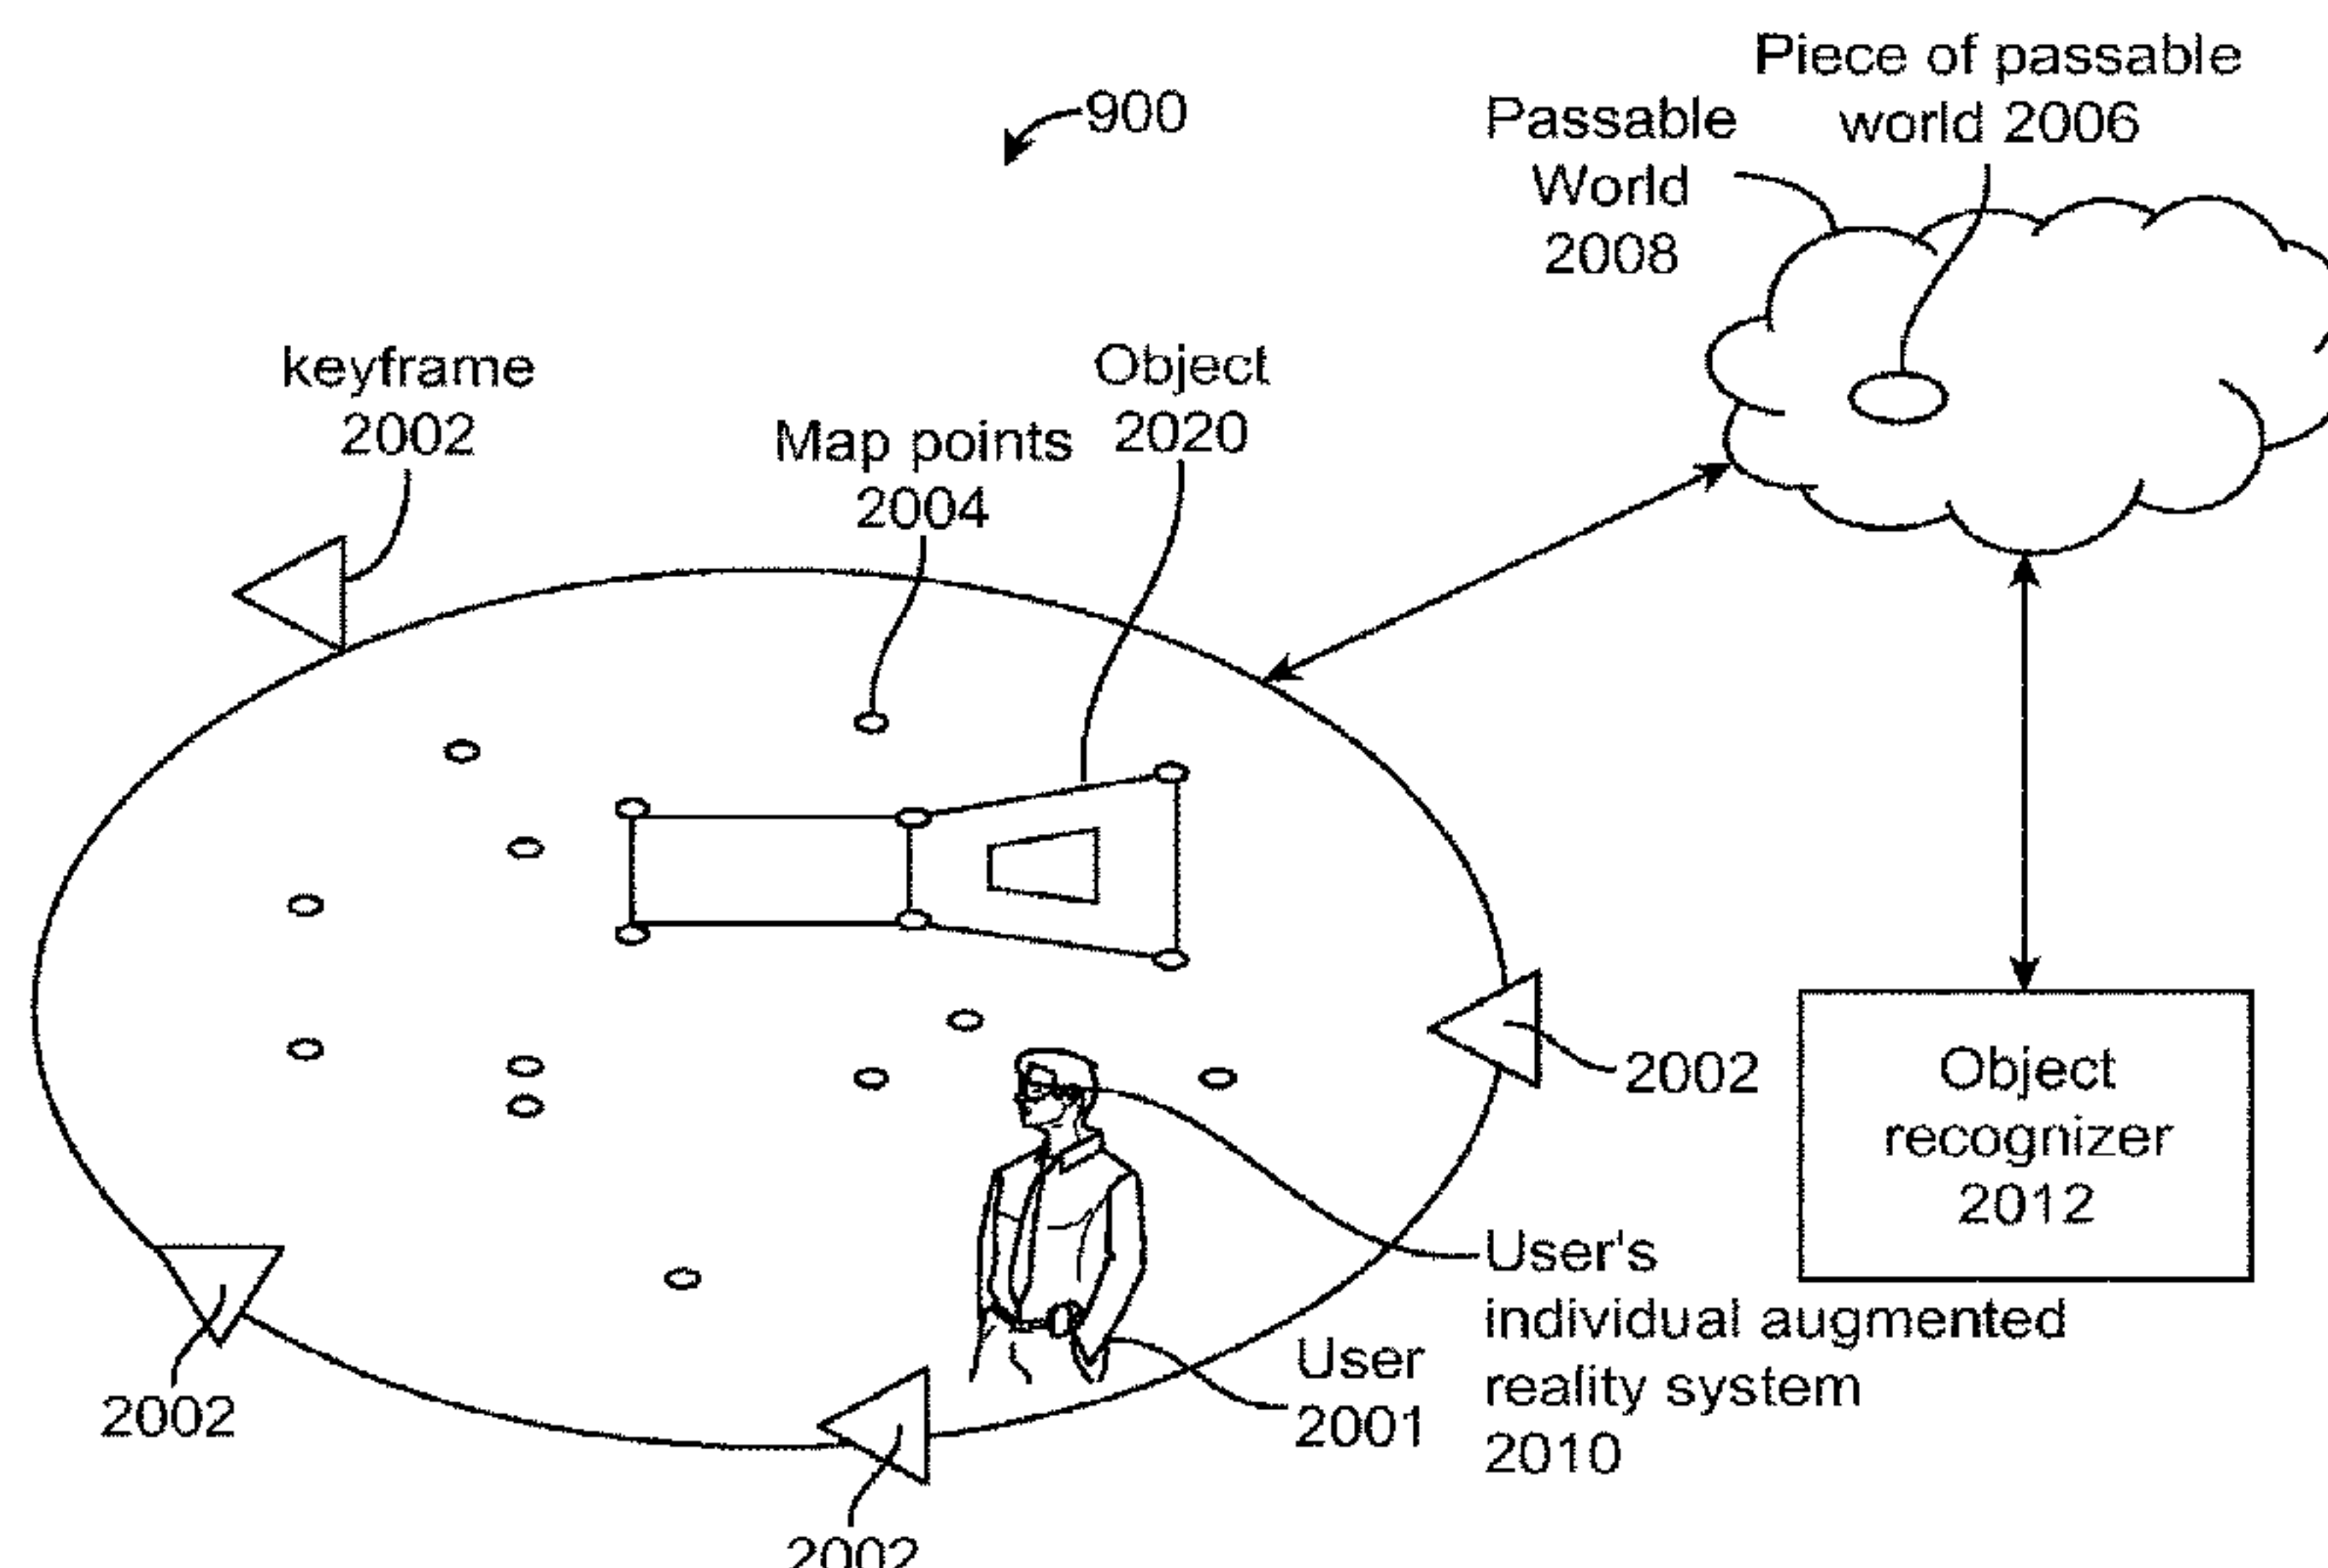 900
Piece of passable
world 2006
Passable
World
2008
keyframe
2002
Object
2020
Map points
2004
2002
Object
recognizer
2012
User's
individual augmented
reality system
2010
User
2001
2002
2002